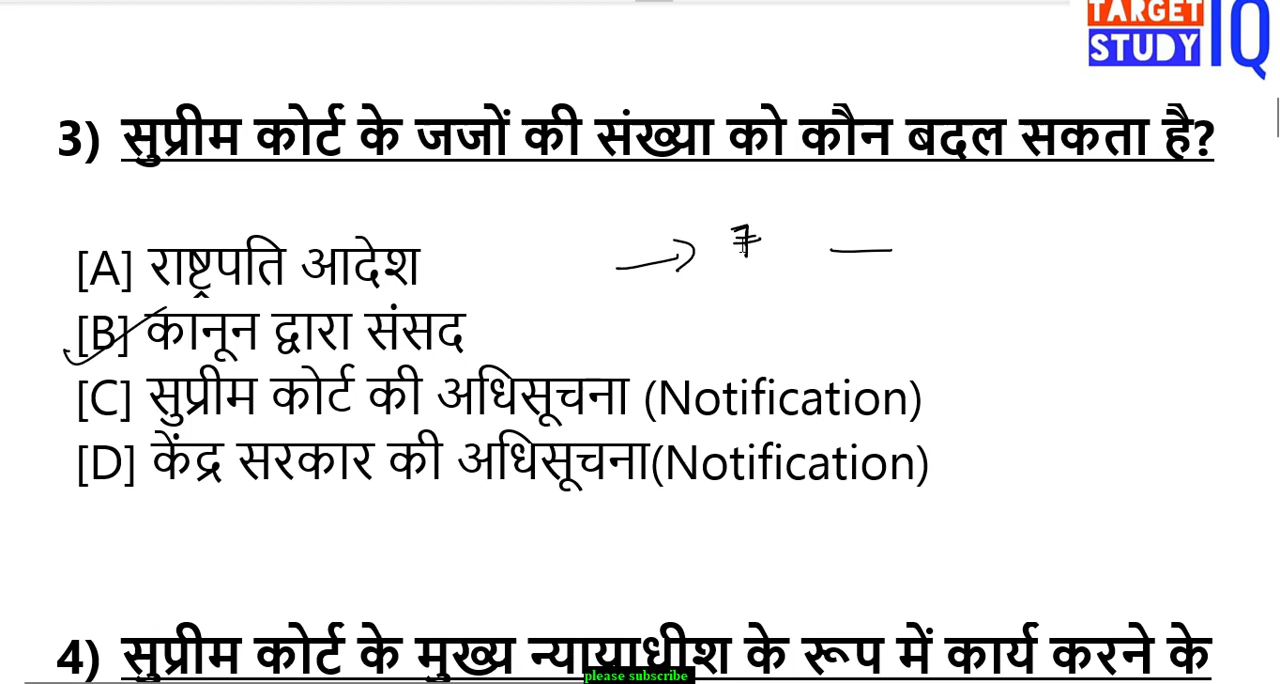 TARGET
STUDY IQ
3) सुप्रीम कोर्ट के जजों की संख्या को कौन बदल सकता है?
[A] राष्ट्रपति आदेश
7
[B] कानून द्वारा संसद
[C] सुप्रीम कोर्ट की अधिसूचना (Notification)
[D] केंद्र सरकार की अधिसूचना(Notification)
4) सुप्रीम कोर्ट के मुख्य न्यायाधीश के रूप में कार्य करने के
please subscribe